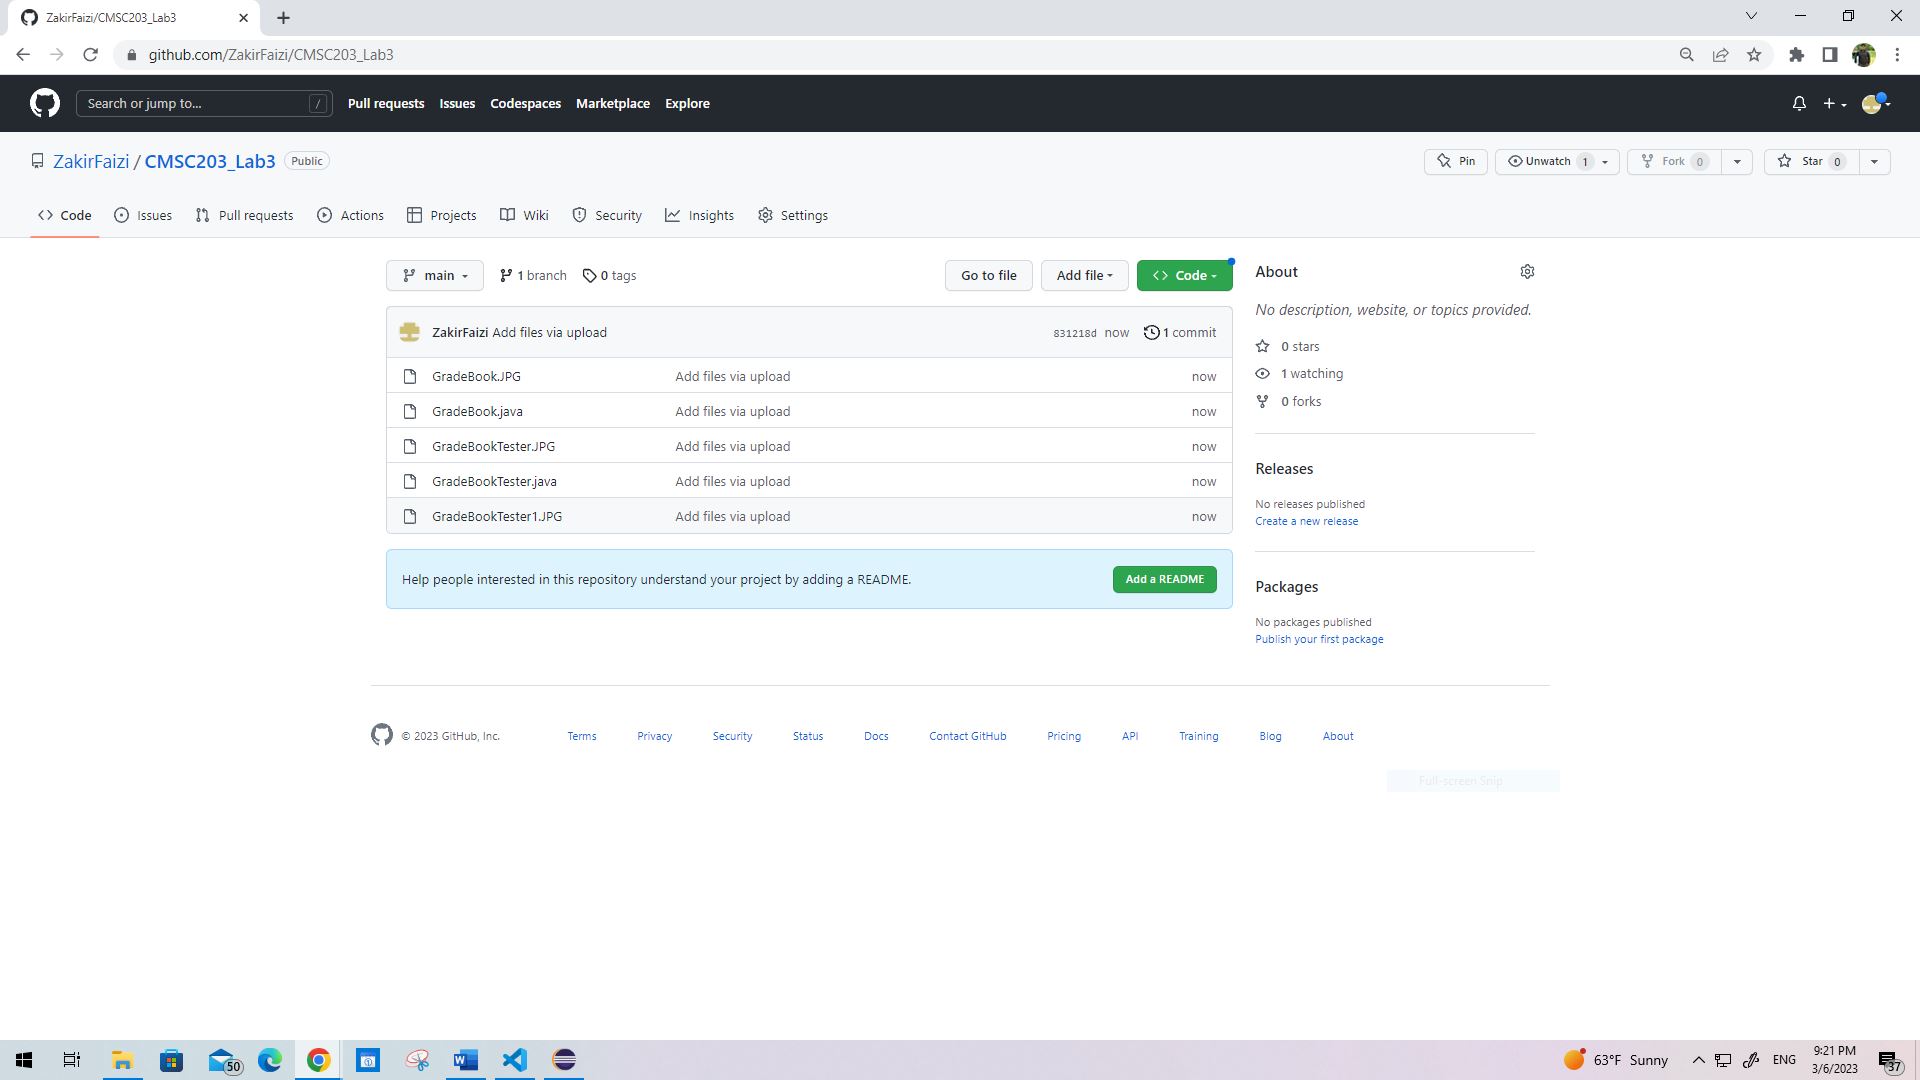 ZakirFaizi/CMSC203_Lab3
github.com/ZakirFaizi/CMSC203_Lab3
Search or jump to... / Pull requests Issues Codespaces Marketplace Explore
ZakirFaizi / CMSC203_Lab3 Public Pin Unwatch 1 Fork 0 Star 0
Code Issues Pull requests Actions Projects Wiki Security Insights Settings
main 1 branch 0 tags Go to file Add file Code
About
No description, website, or topics provided.
ZakirFaizi Add files via upload 831218d now 1 commit
0 stars
GradeBook.JPG Add files via upload now
1 watching
0 forks
GradeBook.java Add files via upload now
GradeBookTester.JPG Add files via upload now
Releases
GradeBookTester.java Add files via upload now
No releases published
GradeBookTester1.JPG Add files via upload now
Create a new release
Help people interested in this repository understand your project by adding a README. Add a README
Packages
No packages published
Publish your first package
© 2023 GitHub, Inc. Terms Privacy Security Status Docs Contact GitHub Pricing API Training Blog About
Full-screen Snip
50
63°F Sunny ENG 9:21 PM
3/6/2023
37